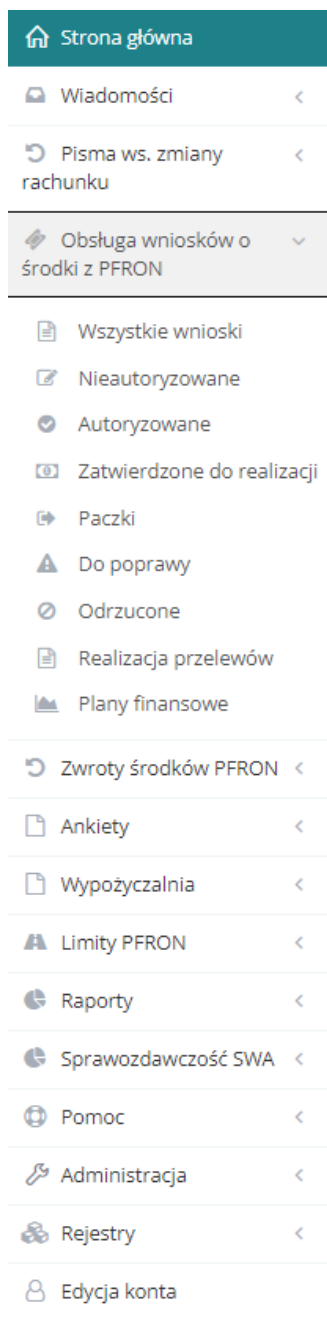 Strona główna
Wiadomości
Pisma ws. zmiany
rachunku
Obsługa wniosków o
środki z PFRON
Wszystkie wnioski
Nieautoryzowane
Autoryzowane
Zatwierdzone do realizacji
Paczki
Do poprawy
Odrzucone
Realizacja przelewów
Plany finansowe
Zwroty środków PFRON
Ankiety
Wypożyczalnia
Limity PFRON
Raporty
Sprawozdawczość SWA
Pomoc
Administracja
Rejestry
Edycja konta